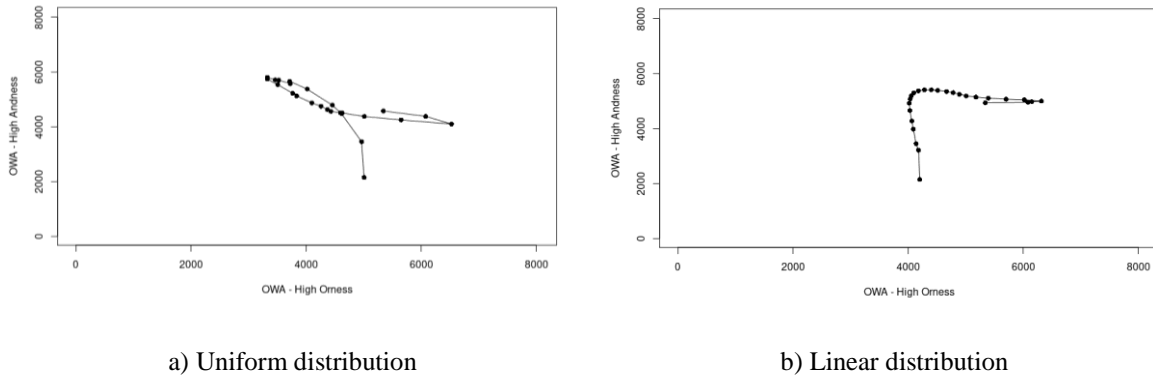 8000
6000
4000
2000
0
OWA - High Andness
0 2000 4000 6000 8000
OWA - High Orness
8000
6000
4000
2000
0
OWA - High Andness
0 2000 4000 6000 8000
OWA - High Orness
a) Uniform distribution
b) Linear distribution